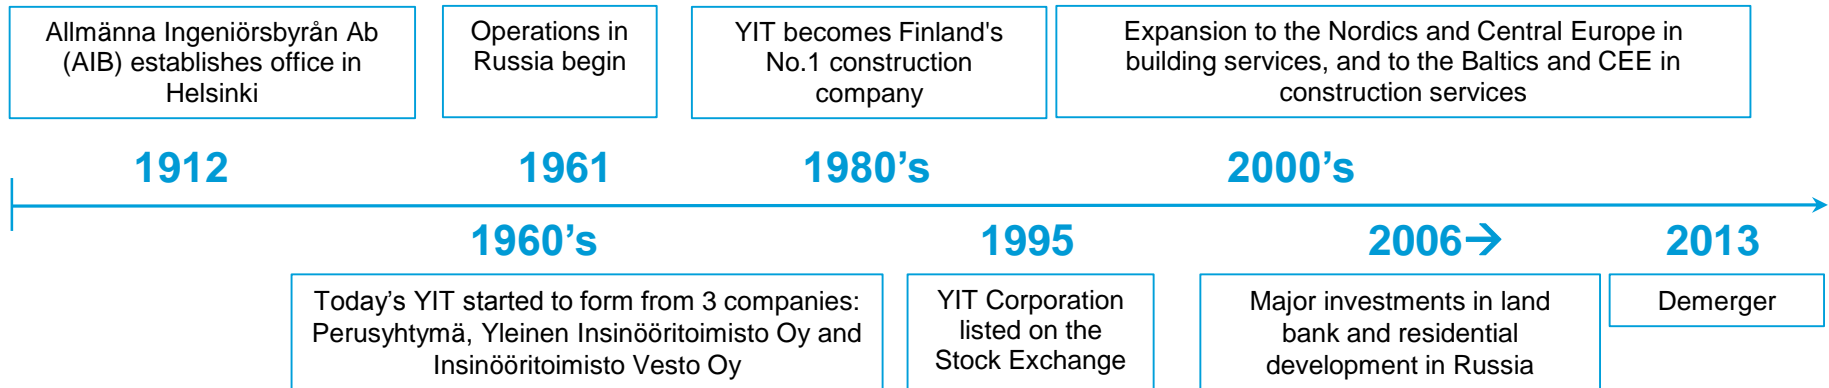 Allmänna Ingeniörsbyrån Ab
(AIB) establishes office in
Helsinki
Operations in
Russia begin
YIT becomes Finland's
No.1 construction
company
Expansion to the Nordics and Central Europe in
building services, and to the Baltics and CEE in
construction services
1912
1961
1980’s
2000’s
1960’s
1995
2006→
2013
Today’s YIT started to form from 3 companies:
Perusyhtymä, Yleinen Insinööritoimisto Oy and
Insinööritoimisto Vesto Oy
YIT Corporation
listed on the
Stock Exchange
Major investments in land
bank and residential
development in Russia
Demerger